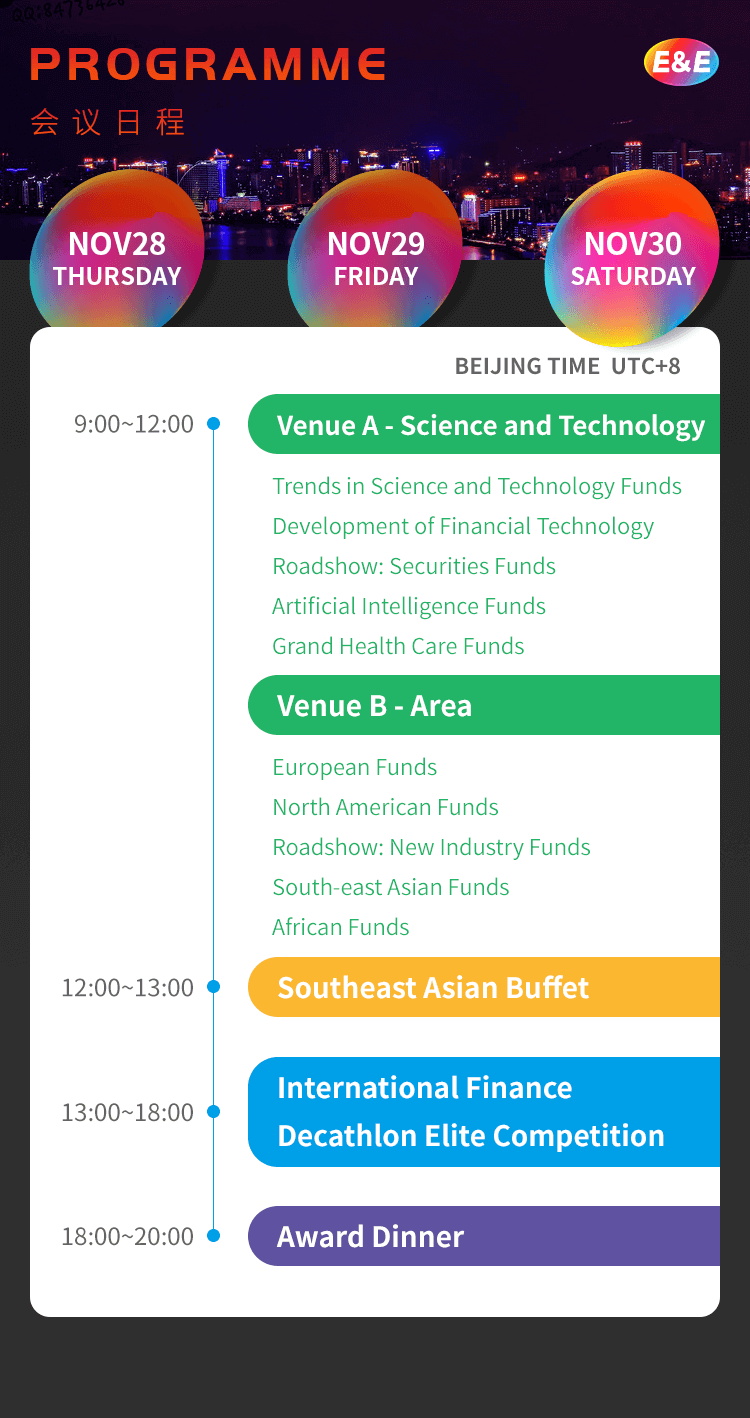 PROGRAMME
E&E
会议日程
NOV28
THURSDAY
NOV29
FRIDAY
NOV30
SATURDAY
BEIJING TIME UTC+8
9:00~12:00
Venue A - Science and Technology
Trends in Science and Technology Funds
Development of Financial Technology
Roadshow: Securities Funds
Artificial Intelligence Funds
Grand Health Care Funds
Venue B - Area
European Funds
North American Funds
Roadshow: New Industry Funds
South-east Asian Funds
African Funds
12:00~13:00
Southeast Asian Buffet
13:00~18:00
International Finance
Decathlon Elite Competition
18:00~20:00
Award Dinner